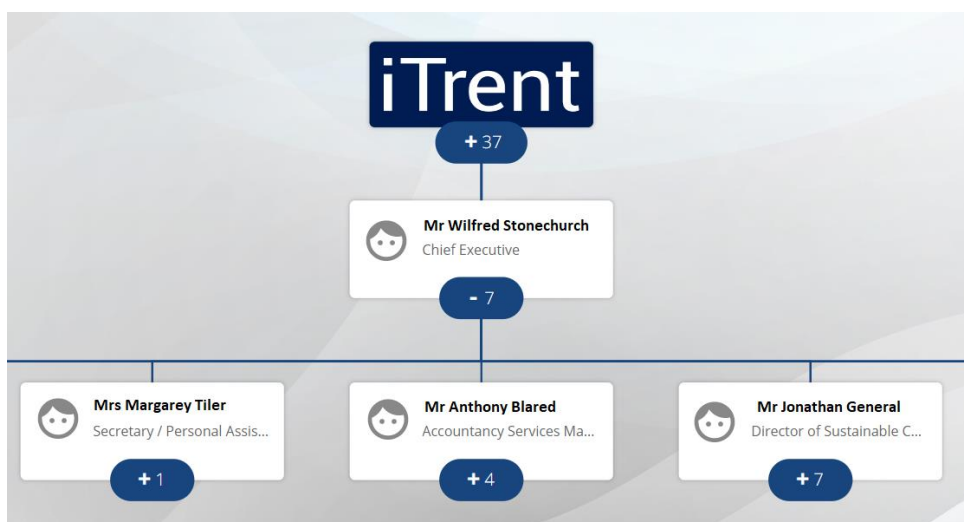 iTrent
+ 37
Mr Wilfred Stonechurch
Chief Executive
- 7
Mrs Margarey Tiler
Secretary / Personal Assis...
+ 1
Mr Anthony Blared
Accountancy Services Ma...
+ 4
Mr Jonathan General
Director of Sustainable C...
+ 7